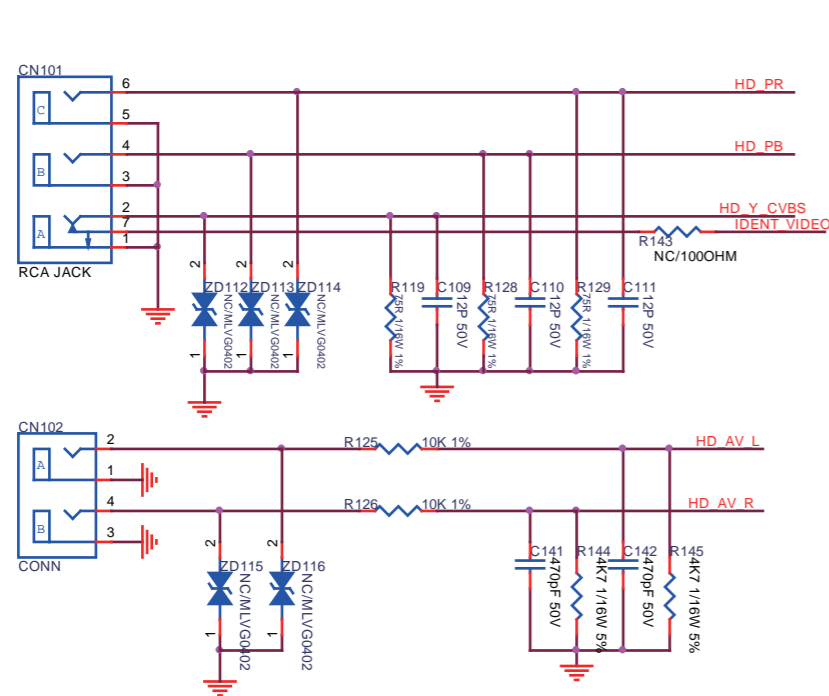 CN101
6
HD_PR
C
5
4
HD_PB
B
3
2
HD_Y_CVBS
7
IDENT_VIDEO
A
1
R143
NC/100OHM
RCA JACK
2
2
2
ZD112
ZD113
ZD114
NC/MLVG0402
NC/MLVG0402
NC/MLVG0402
1
1
1
R119
75R 1/16W 1%
C109
12P 50V
R128
75R 1/16W 1%
C110
12P 50V
R129
75R 1/16W 1%
C111
12P 50V
CN102
2
R125
10K 1%
HD_AV_L
A
1
4
R126
10K 1%
HD_AV_R
B
3
CONN
2
2
ZD115
ZD116
NC/MLVG0402
NC/MLVG0402
1
1
C141
470pF 50V
R144
4K7 1/16W 5%
C142
470pF 50V
R145
4K7 1/16W 5%